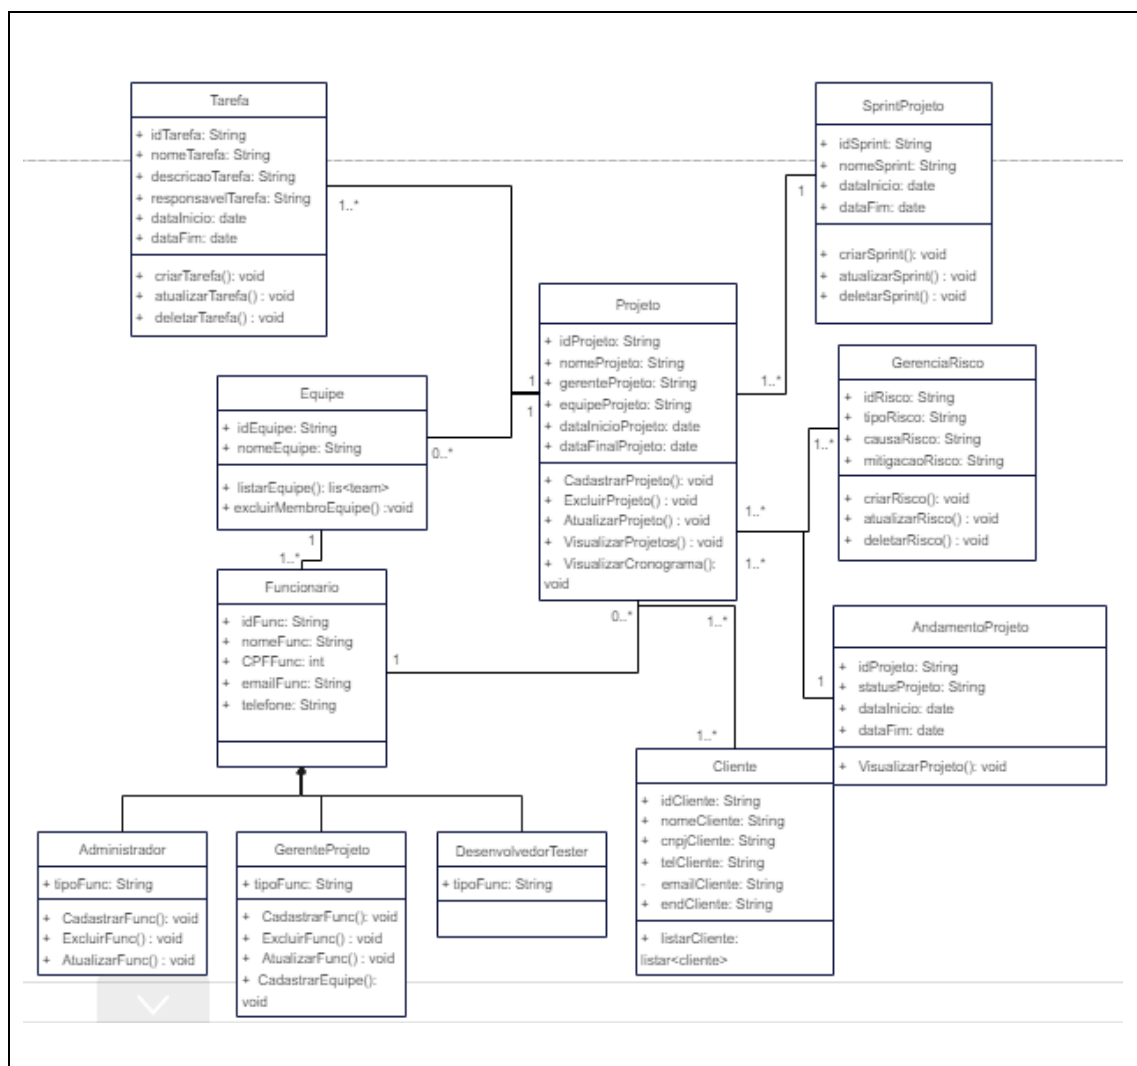 Tarefa
+ idTarefa: String
+ nomeTarefa: String
+ descricaoTarefa: String
+ responsavelTarefa: String
+ dataInicio: date
+ dataFim: date
+ criarTarefa(): void
+ atualizarTarefa() : void
+ deletarTarefa() : void
1..*
SprintProjeto
+ idSprint: String
+ nomeSprint: String
+ dataInicio: date
+ dataFim: date
+ criarSprint(): void
+ atualizarSprint() : void
+ deletarSprint() : void
1
1..*
Projeto
+ idProjeto: String
+ nomeProjeto: String
+ gerenteProjeto: String
+ equipeProjeto: String
+ dataInicioProjeto: date
+ dataFinalProjeto: date
+ CadastrarProjeto(): void
+ ExcluirProjeto() : void
+ AtualizarProjeto() : void
+ VisualizarProjetos() : void
+ VisualizarCronograma():
void
1
1
0..*
1..*
1..*
1..*
GerenciaRisco
+ idRisco: String
+ tipoRisco: String
+ causaRisco: String
+ mitigacaoRisco: String
+ criarRisco(): void
+ atualizarRisco() : void
+ deletarRisco() : void
1..*
Equipe
+ idEquipe: String
+ nomeEquipe: String
+ listarEquipe(): lis<team>
+ excluirMembroEquipe() :void
0..*
1
1..*
Funcionario
+ idFunc: String
+ nomeFunc: String
+ CPFFunc: int
+ emailFunc: String
+ telefone: String
1
AndamentoProjeto
+ idProjeto: String
+ statusProjeto: String
+ dataInicio: date
+ dataFim: date
+ VisualizarProjeto(): void
1
1..*
Cliente
+ idCliente: String
+ nomeCliente: String
+ cnpjCliente: String
+ telCliente: String
- emailCliente: String
+ endCliente: String
+ listarCliente:
listar<cliente>
Administrador
+ tipoFunc: String
+ CadastrarFunc(): void
+ ExcluirFunc() : void
+ AtualizarFunc() : void
GerenteProjeto
+ tipoFunc: String
+ CadastrarFunc(): void
+ ExcluirFunc() : void
+ AtualizarFunc() : void
+ CadastrarEquipe():
void
DesenvolvedorTester
+ tipoFunc: String